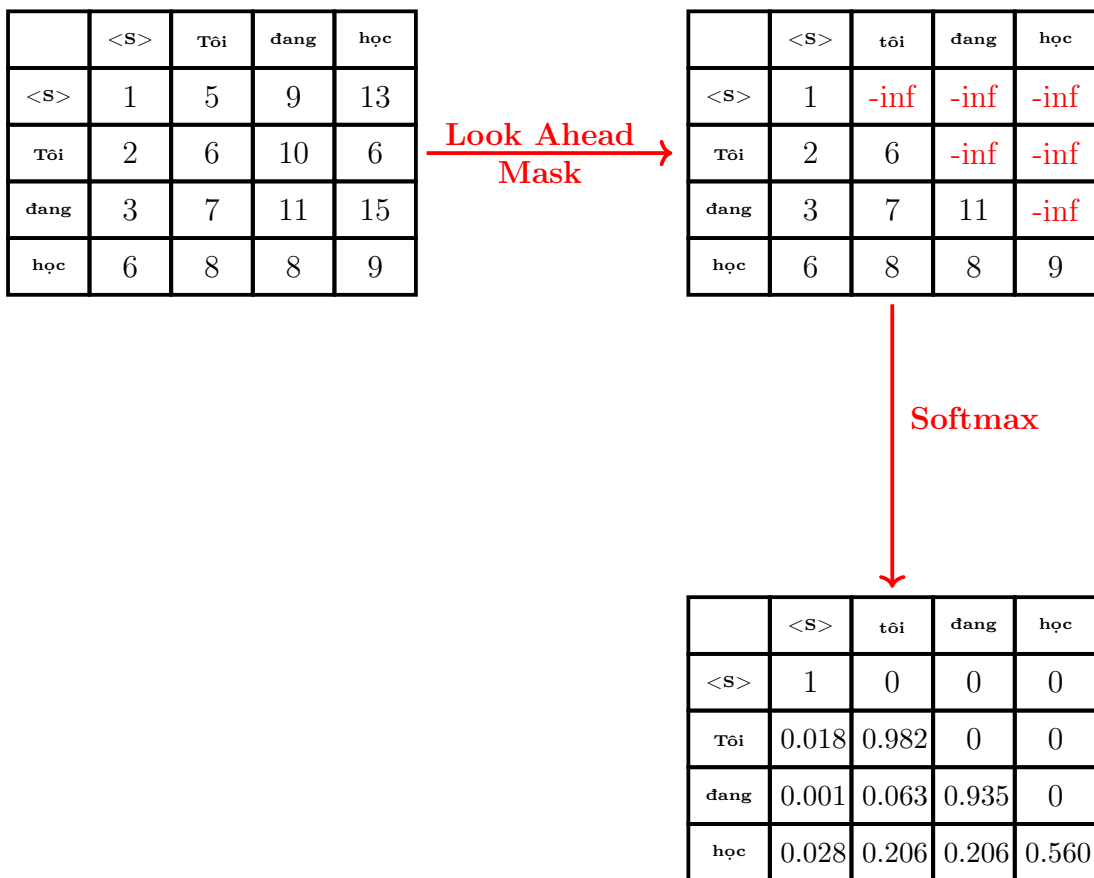 <S> Tôi đang học
<S> 1 5 9 13
Tôi 2 6 10 6
đang 3 7 11 15
học 6 8 8 9
Look Ahead
Mask
<S> tôi đang học
<S> 1 -inf -inf -inf
Tôi 2 6 -inf -inf
đang 3 7 11 -inf
học 6 8 8 9
Softmax
<S> tôi đang học
<S> 1 0 0 0
Tôi 0.018 0.982 0 0
đang 0.001 0.063 0.935 0
học 0.028 0.206 0.206 0.560